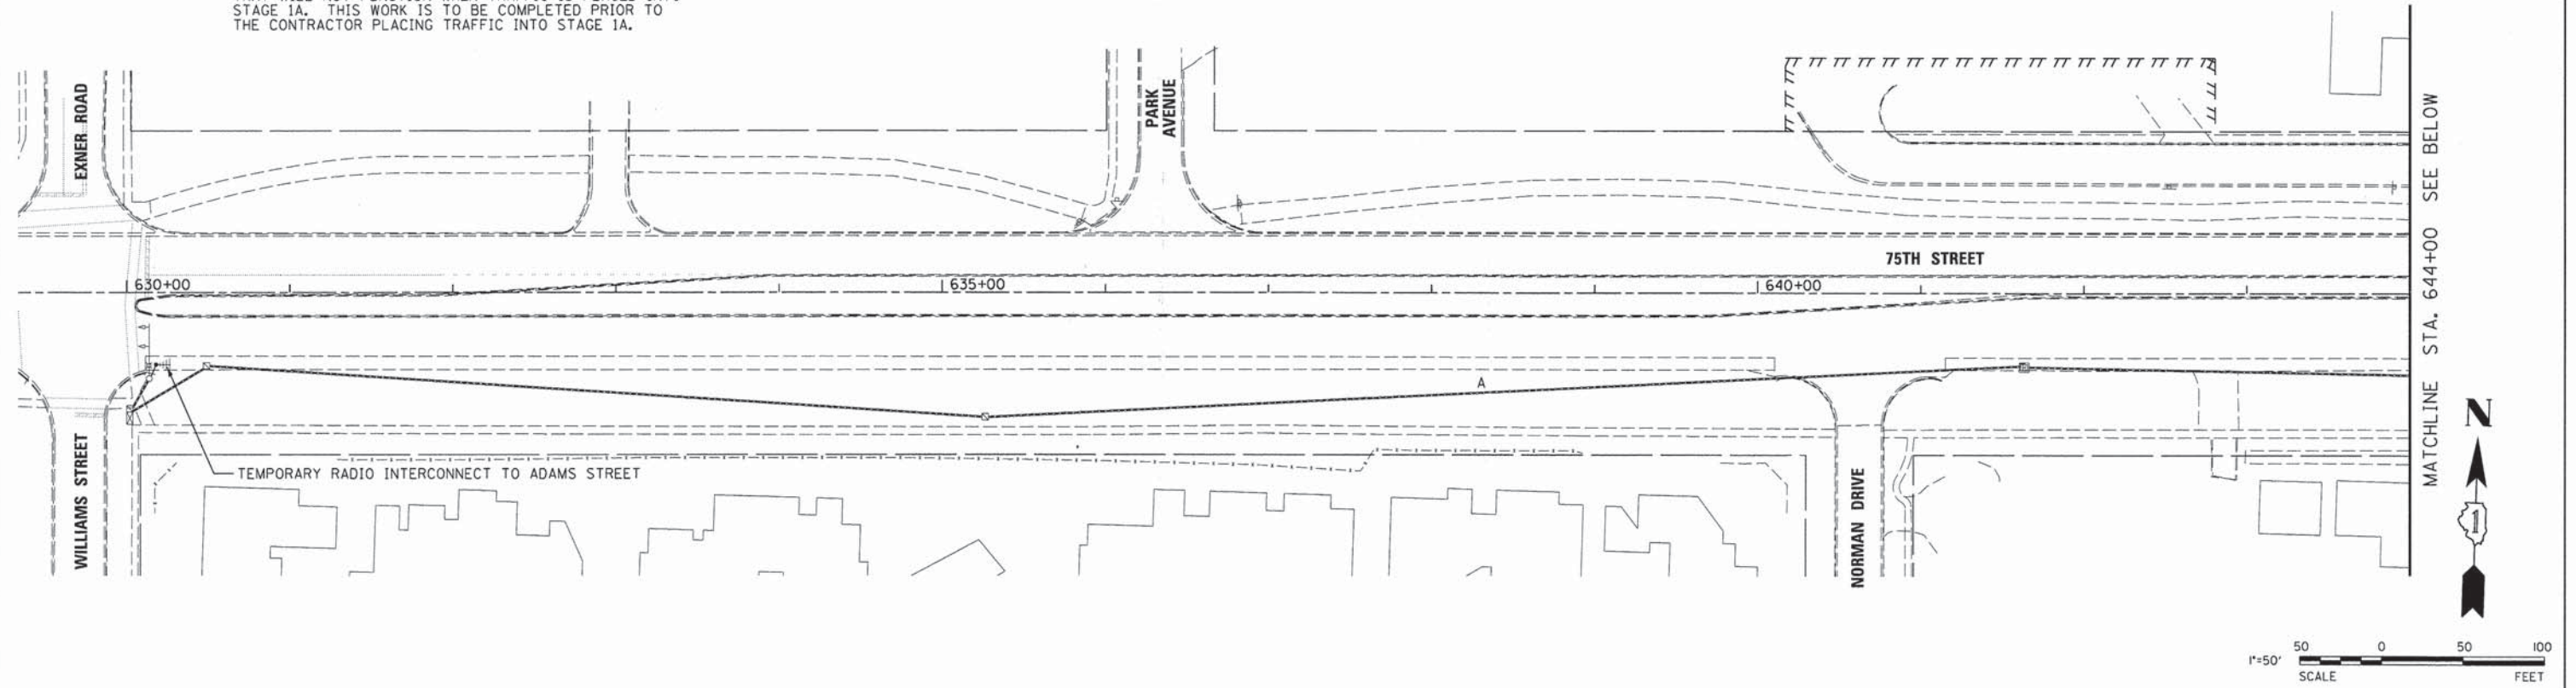 STAGE 1A. THIS WORK IS TO BE COMPLETED PRIOR TO
THE CONTRACTOR PLACING TRAFFIC INTO STAGE 1A.
EXNER ROAD
PARK
AVENUE
75TH STREET
630+00
635+00
640+00
MATCHLINE STA. 644+00 SEE BELOW
A
TEMPORARY RADIO INTERCONNECT TO ADAMS STREET
WILLIAMS STREET
NORMAN DRIVE
N
1"=50'
50 0 50 100
SCALE FEET